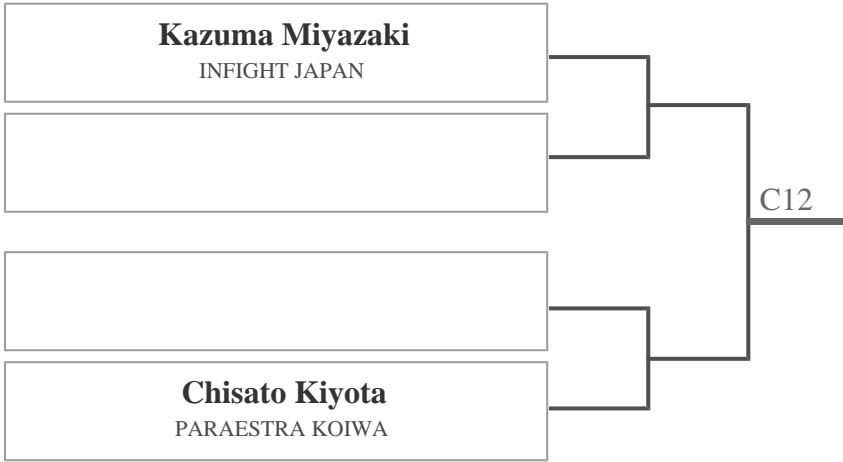 Kazuma Miyazaki
INFIGHT JAPAN
C12
Chisato Kiyota
PARAESTRA KOIWA